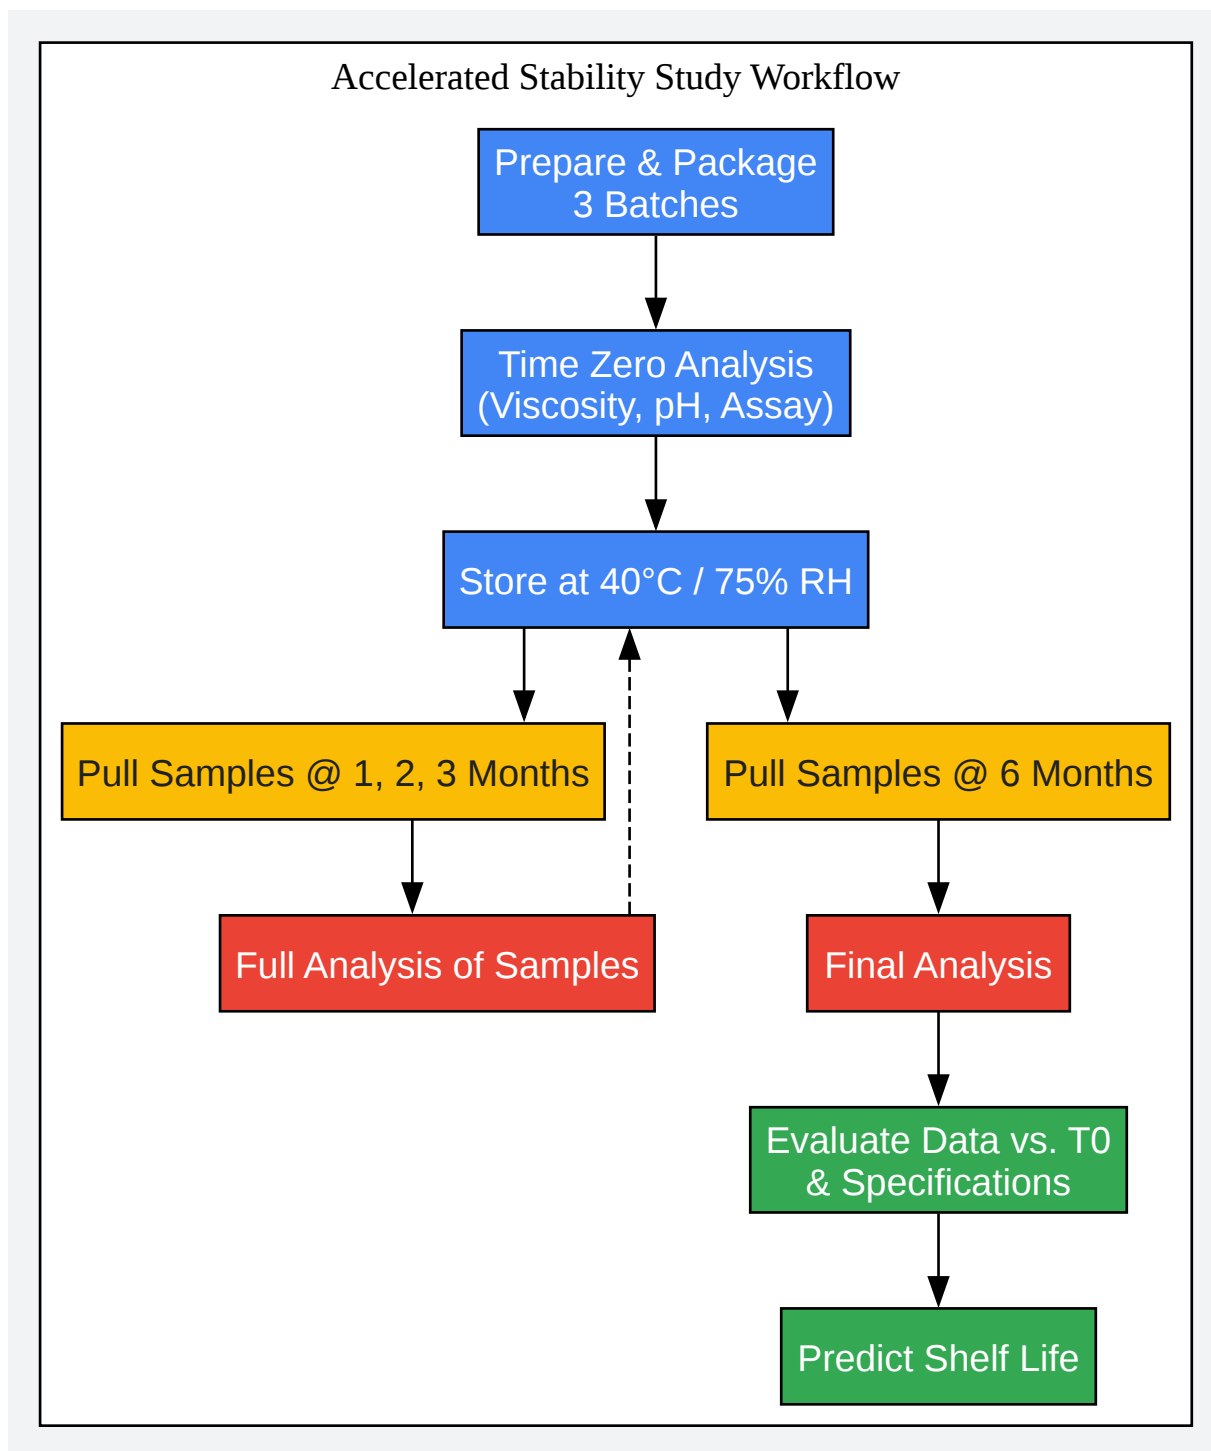 Accelerated Stability Study Workflow
Prepare & Package
3 Batches
Time Zero Analysis
(Viscosity, pH, Assay)
Store at 40°C / 75% RH
Pull Samples @ 1, 2, 3 Months
Pull Samples @ 6 Months
Full Analysis of Samples
Final Analysis
Evaluate Data vs. T0
& Specifications
Predict Shelf Life